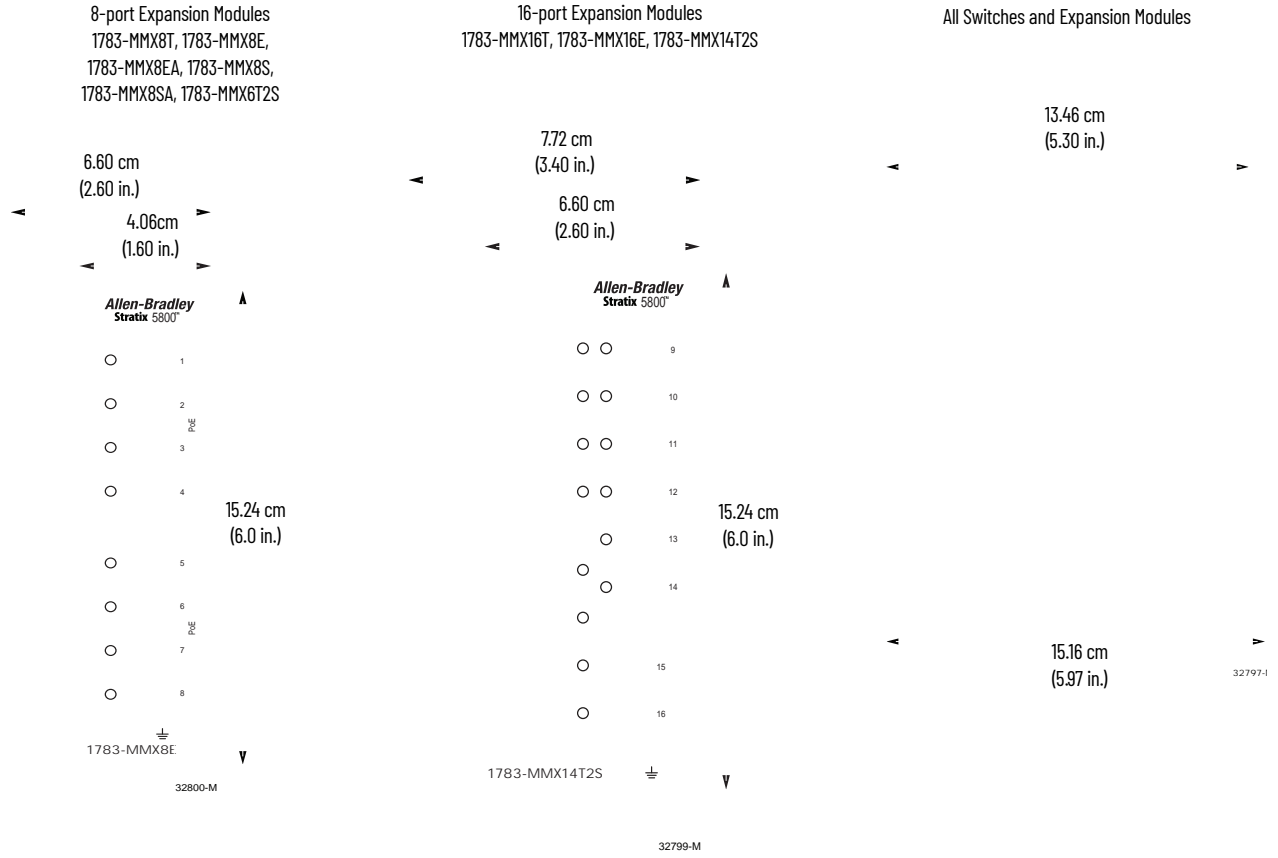 8-port Expansion Modules
1783-MMX8T, 1783-MMX8E,
1783-MMX8EA, 1783-MMX8S,
1783-MMX8SA, 1783-MMX6T2S
6.60 cm
(2.60 in.)
4.06cm
(1.60 in.)
Allen-Bradley
Stratix 5800™
1
2
PoE
3
4
15.24 cm
(6.0 in.)
5
6
PoE
7
8
1783-MMX8E
32800-M
16-port Expansion Modules
1783-MMX16T, 1783-MMX16E, 1783-MMX14T2S
7.72 cm
(3.40 in.)
6.60 cm
(2.60 in.)
Allen-Bradley
Stratix 5800™
9
10
11
12
15.24 cm
(6.0 in.)
13
14
15
16
1783-MMX14T2S
32799-M
All Switches and Expansion Modules
13.46 cm
(5.30 in.)
15.16 cm
(5.97 in.)
32797-